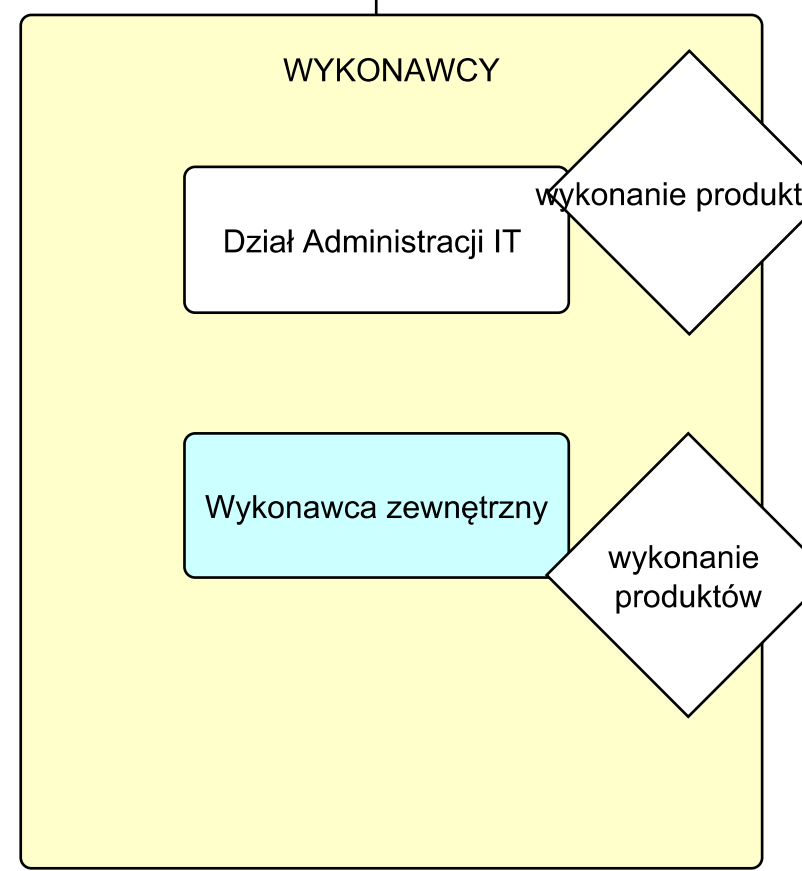 WYKONAWCY
wykonanie produkt
Dział Administracji IT
Wykonawca zewnętrzny
wykonanie
produktów